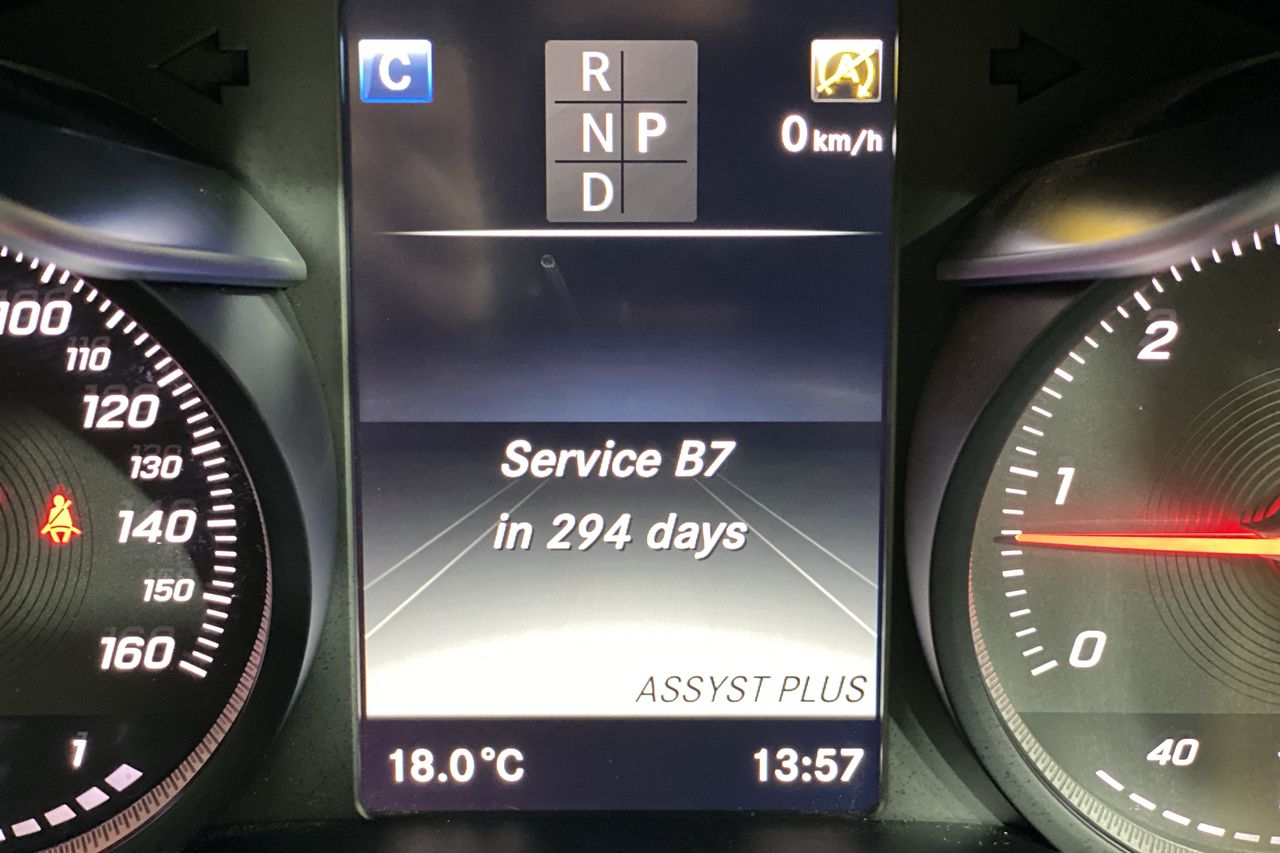 C
R
N P
D
A
0 km/h
100
110
120
130
140
150
160
1
Service B7
in 294 days
ASSYST PLUS
18.0°C
13:57
2
1
0
40